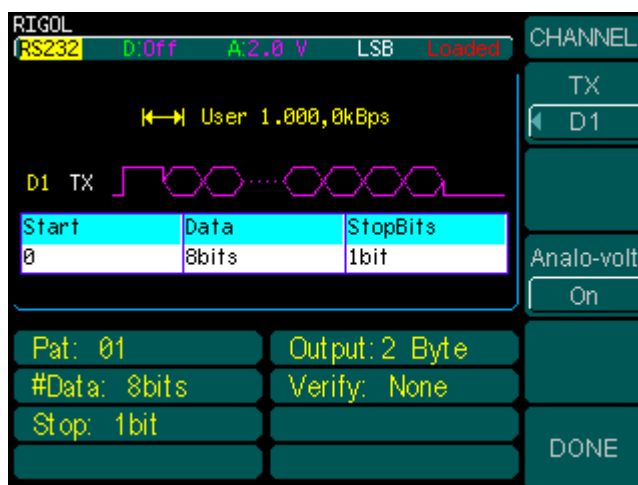 RIGOL
RS232 D:Off A:2.0 V LSB Loaded
CHANNEL
TX
D1
User 1.000,0kBps
D1 TX
Start Data StopBits
0 8bits 1bit
Analo-volt
On
Pat: 01 Output: 2 Byte
#Data: 8bits Verify: None
Stop: 1bit
DONE